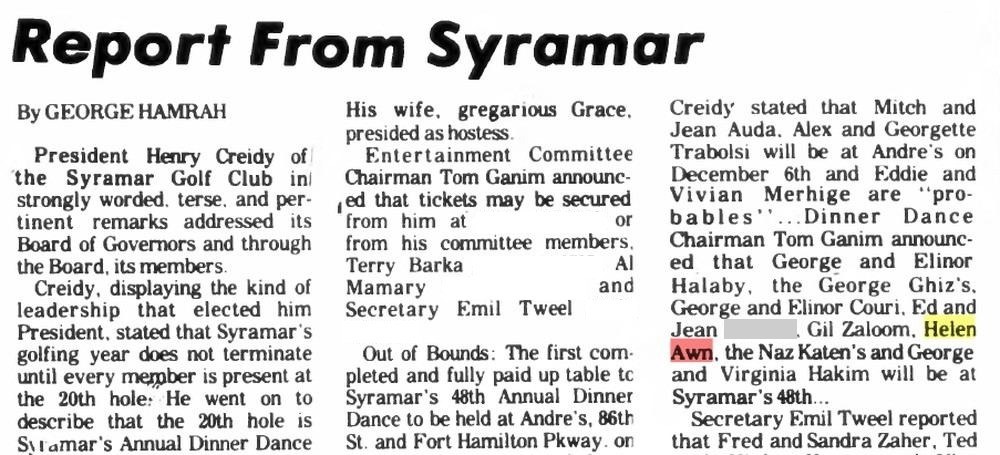 Report From Syramar
By GEORGE HAMRAH
President Henry Creidy of
the Syramar Golf Club in
strongly worded, terse, and per-
tinent remarks addressed its
Board of Governors and through
the Board, its members.
Creidy, displaying the kind of
leadership that elected him
President, stated that Syramar's
golfing year does not terminate
until every member is present at
the 20th hole. He went on to
describe that the 20th hole is
Syramar's Annual Dinner Dance
His wife, gregarious Grace,
presided as hostess.
Entertainment Committee
Chairman Tom Ganim announc-
ed that tickets may be secured
from him at or
from his committee members,
Terry Barka Al
Mamary and
Secretary Emil Tweel
Out of Bounds: The first com-
pleted and fully paid up table to
Syramar's 48th Annual Dinner
Dance to be held at Andre's, 86th
St. and Fort Hamilton Pkway. on
Creidy stated that Mitch and
Jean Auda, Alex and Georgette
Trabolsi will be at Andre's on
December 6th and Eddie and
Vivian Merhige are "pro-
bables"...Dinner Dance
Chairman Tom Ganim announc-
ed that George and Elinor
Halaby, the George Ghiz's,
George and Elinor Couri, Ed and
Jean , Gil Zaloom, Helen
Awn, the Naz Katen's and George
and Virginia Hakim will be at
Syramar's 48th...
Secretary Emil Tweel reported
that Fred and Sandra Zaher, Ted